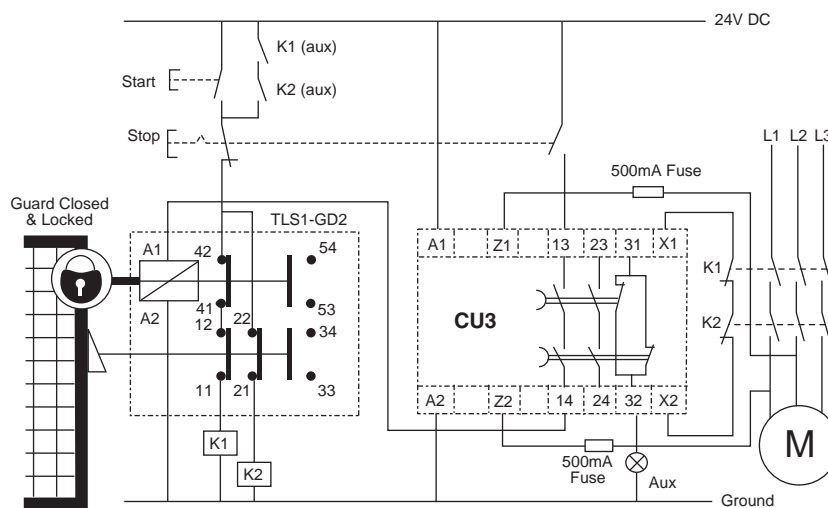 24V DC
K1 (aux)
Start
K2 (aux)
Stop
L1 L2 L3
500mA Fuse
Guard Closed
& Locked
TLS1-GD2
A1 42 54
A1 Z1 13 23 31 X1
K1
41 53
A2 12 22 34
CU3
K2
11 21 33
A2 Z2 14 24 32 X2
K1
M
K2
500mA
Fuse
Aux
Ground